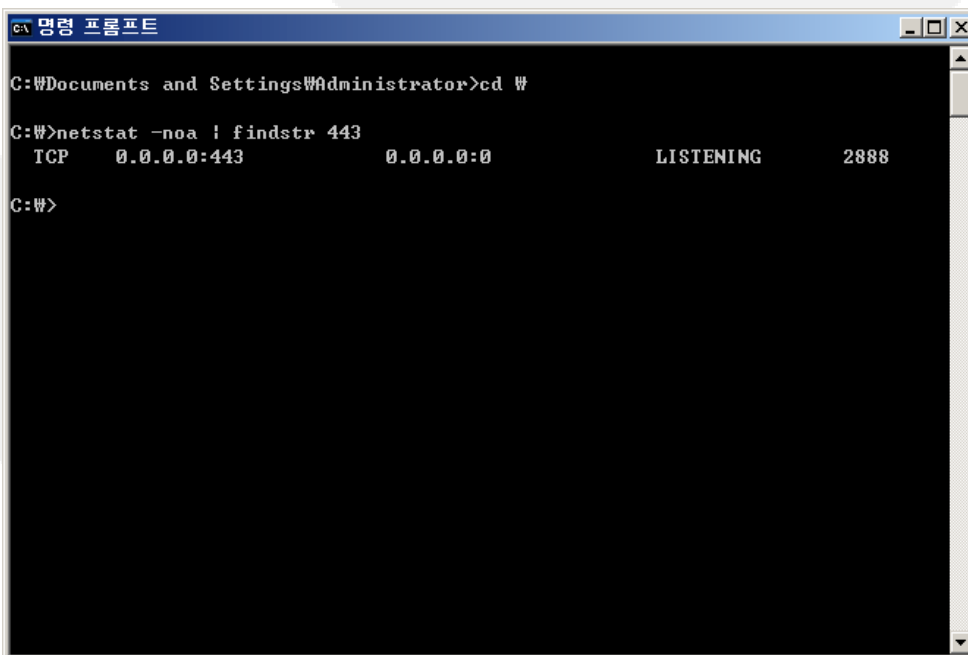 명령 프롬프트
C:₩Documents and Settings₩Administrator>cd ₩
C:₩>netstat -noa ¦ findstr 443
TCP 0.0.0.0:443 0.0.0.0:0 LISTENING 2888
C:₩>